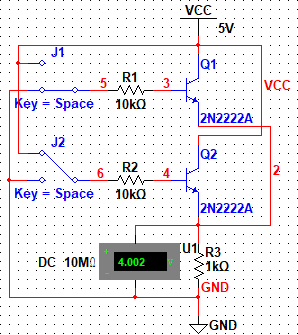 VCC
5V
J1
Q1
R1
5
3
VCC
Key = Space
10kΩ
2N2222A
J2
Q2
R2
2
6
4
Key = Space
10kΩ
2N2222A
U1
R3
DC 10MΩ
+
4.002
V
-
1kΩ
GND
GND